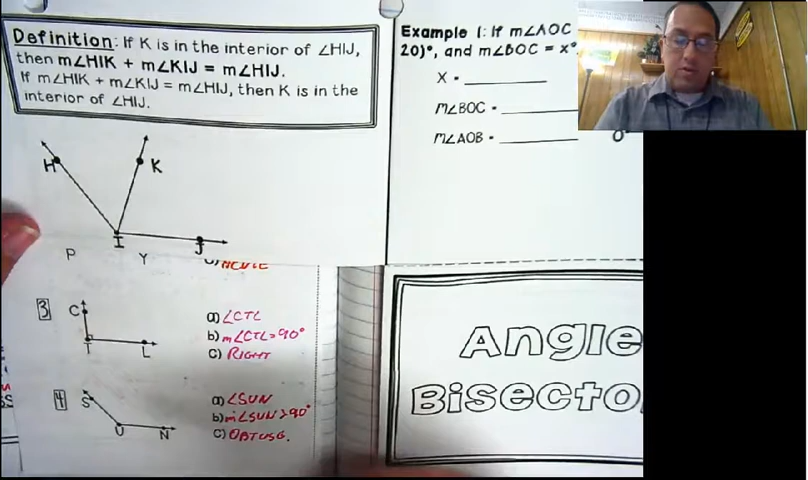 Definition: If K is in the interior of ∠HIJ,
then m∠HIK + m∠KIJ = m∠HIJ.
If m∠HIK + m∠KIJ = m∠HIJ, then K is in the
interior of ∠HIJ.
H
K
I
J
P
Y
Example 1: If m∠AOC
20)°, and m∠BOC = x°
X =
m∠BOC =
m∠AOB =
3
C
T
L
a) ∠CTL
b) m∠CTL=90°
c) RIGHT
4
S
U
N
a) ∠SUN
b) m∠SUN>90°
c) OBTUSE.
Angle
Bisecto